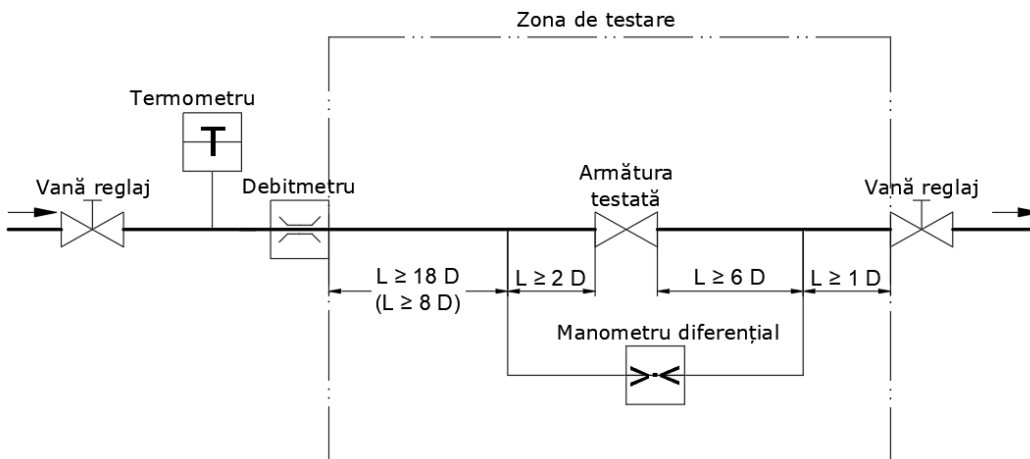 Zona de testare
Termometru
T
Vană reglaj
Debitmetru
Armătura
testată
Vană reglaj
L ≥ 18 D
(L ≥ 8 D)
L ≥ 2 D
L ≥ 6 D
L ≥ 1 D
Manometru diferențial